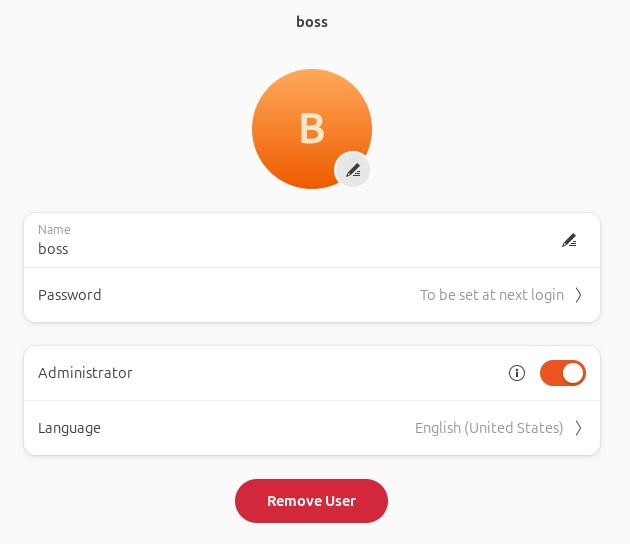 boss
B
Name
boss
Password To be set at next login
Administrator
Language English (United States)
Remove User